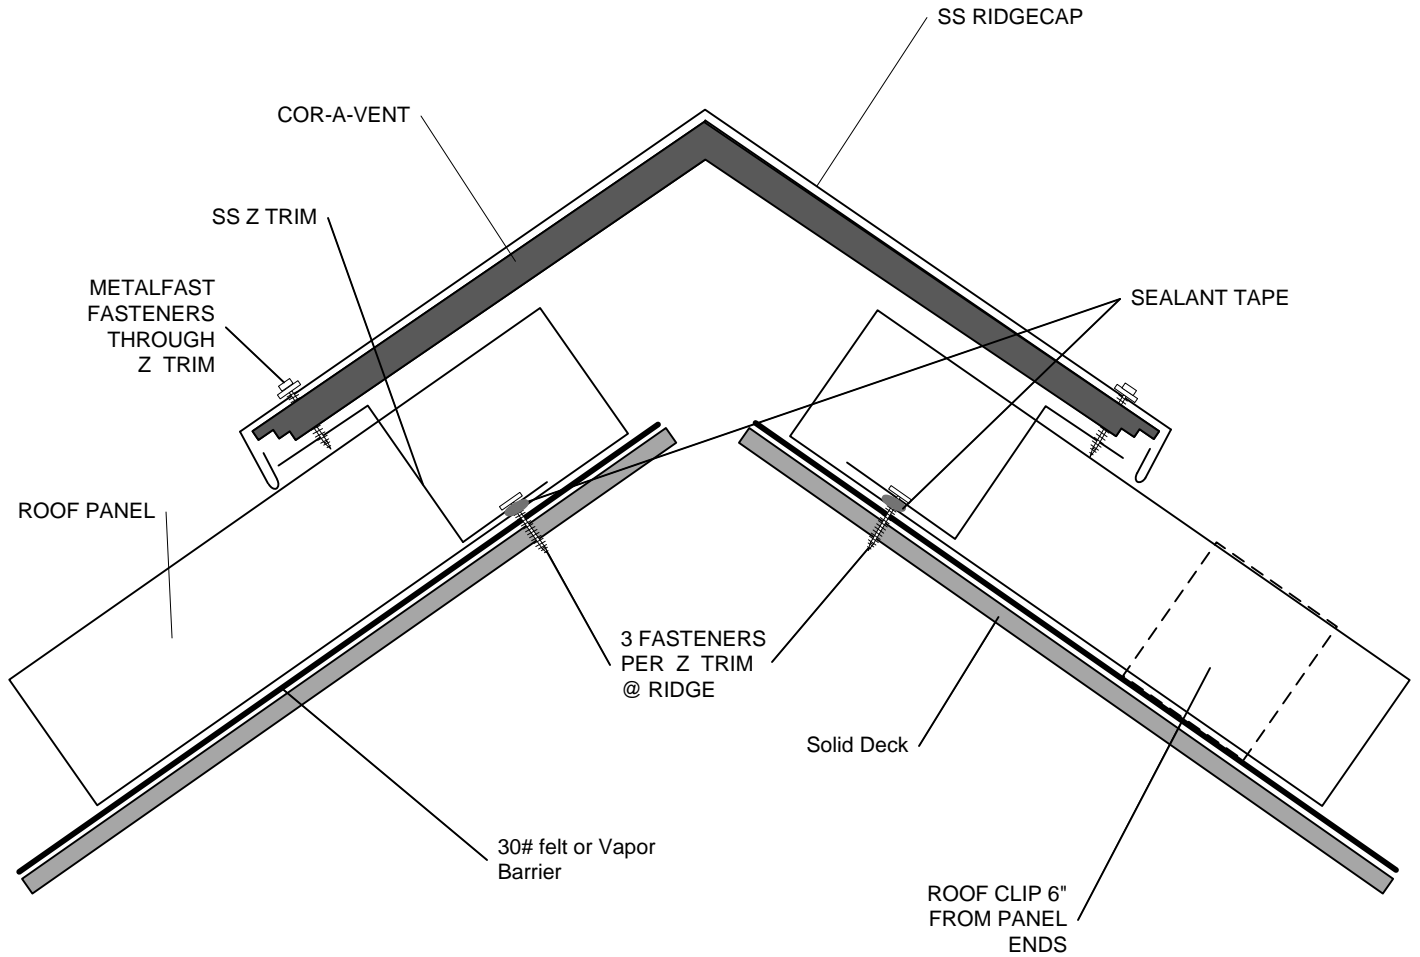 SS RIDGECAP
COR-A-VENT
SS Z TRIM
METALFAST
FASTENERS
THROUGH
Z TRIM
SEALANT TAPE
ROOF PANEL
3 FASTENERS
PER Z TRIM
@ RIDGE
Solid Deck
30# felt or Vapor
Barrier
ROOF CLIP 6"
FROM PANEL
ENDS